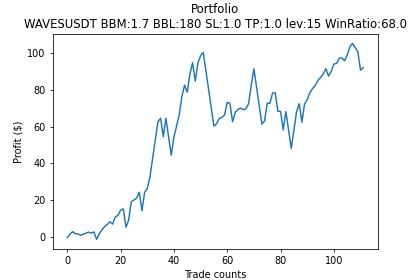 Portfolio
WAVESUSDT BBM:1.7 BBL:180 SL:1.0 TP:1.0 lev:15 WinRatio:68.0
100
80
60
40
20
0
Profit ($)
0 20 40 60 80 100
Trade counts